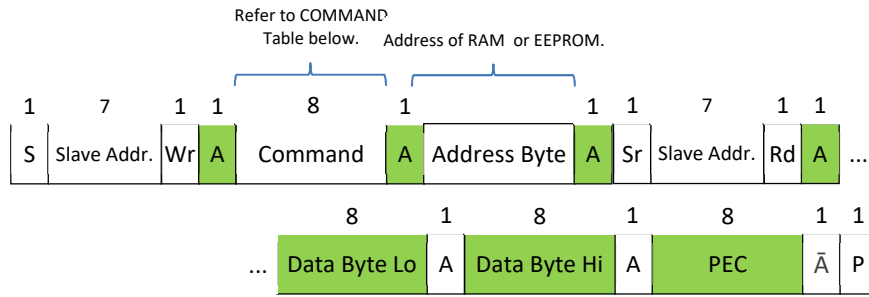 Refer to COMMAND
Table below.
Address of RAM or EEPROM.
1 7 1 1 8 1 1 1 7 1 1
S Slave Addr. Wr A Command A Address Byte A Sr Slave Addr. Rd A ...
8 1 8 1 8 1 1
... Data Byte Lo A Data Byte Hi A PEC Ā P